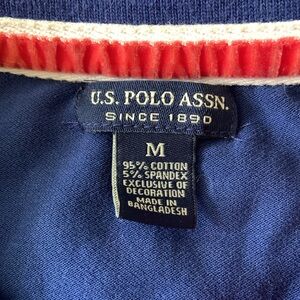 U.S. POLO ASSN.
SINCE 1890
M
95% COTTON
5% SPANDEX
EXCLUSIVE OF
DECORATION
MADE IN
BANGLADESH